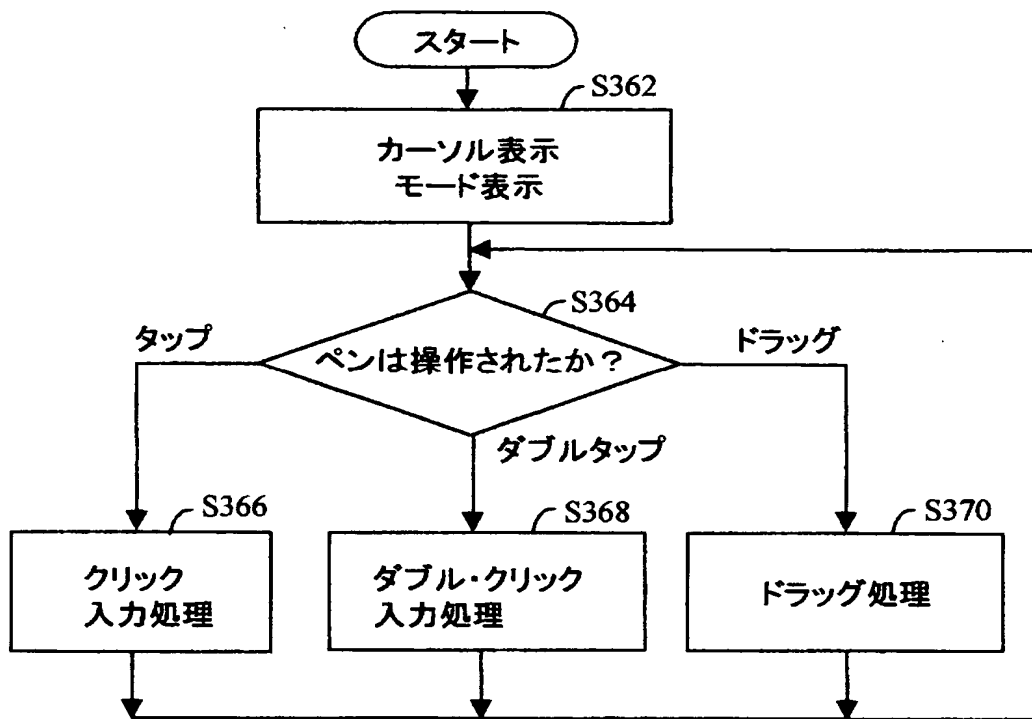 スタート
S362
カーソル表示
モード表示
S364
タップ
ペンは操作されたか？
ドラッグ
ダブルタップ
S366
クリック
入力処理
S368
ダブル・クリック
入力処理
S370
ドラッグ処理